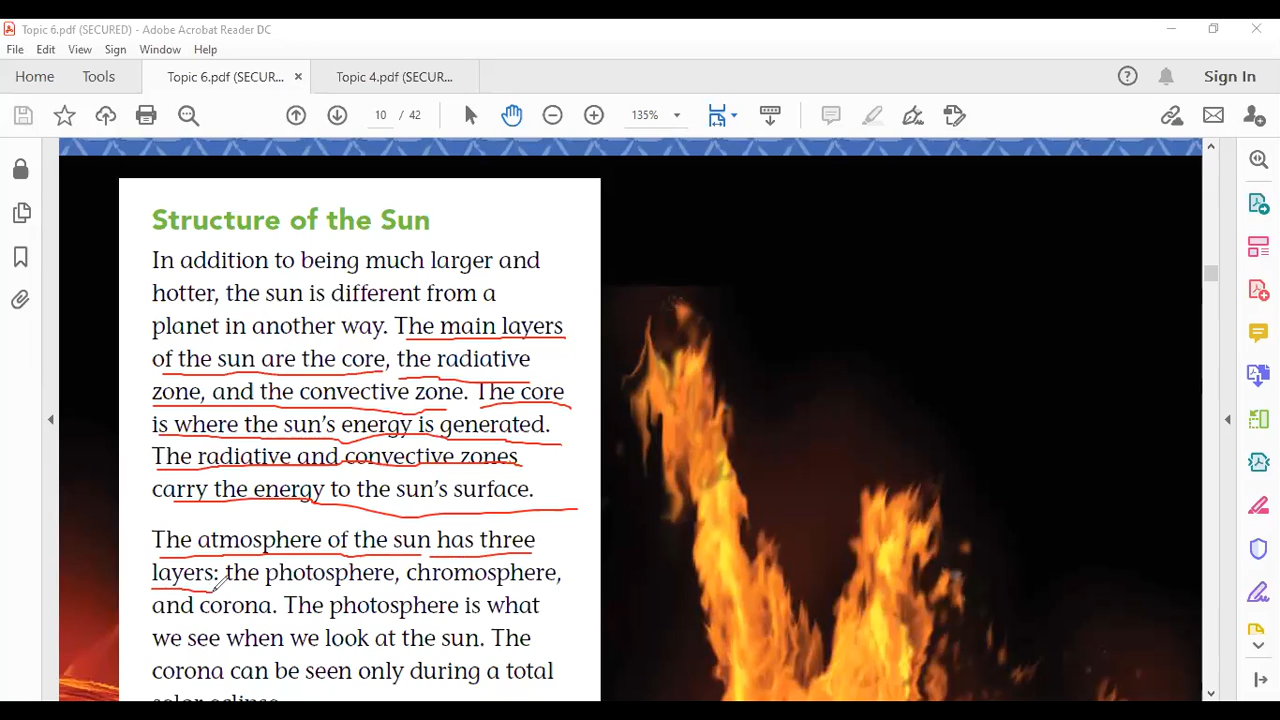 Topic 6.pdf (SECURED) - Adobe Acrobat Reader DC
File Edit View Sign Window Help
Home Tools Topic 6.pdf (SECUR... × Topic 4.pdf (SECUR... Sign In
10 / 42 135%
Structure of the Sun
In addition to being much larger and
hotter, the sun is different from a
planet in another way. The main layers
of the sun are the core, the radiative
zone, and the convective zone. The core
is where the sun's energy is generated.
The radiative and convective zones
carry the energy to the sun's surface.
The atmosphere of the sun has three
layers: the photosphere, chromosphere,
and corona. The photosphere is what
we see when we look at the sun. The
corona can be seen only during a total
solar eclipse.